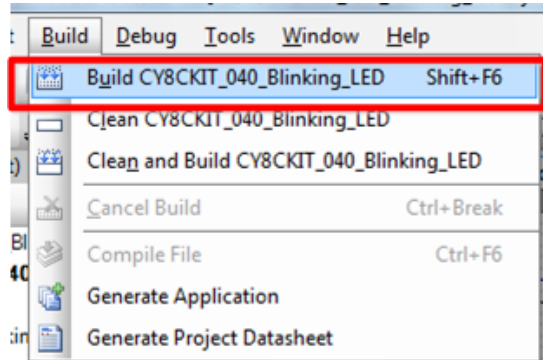 Build Debug Tools Window Help
Build CY8CKIT_040_Blinking_LED Shift+F6
Clean CY8CKIT_040_Blinking_LED
Clean and Build CY8CKIT_040_Blinking_LED
Cancel Build Ctrl+Break
Compile File Ctrl+F6
Generate Application
Generate Project Datasheet